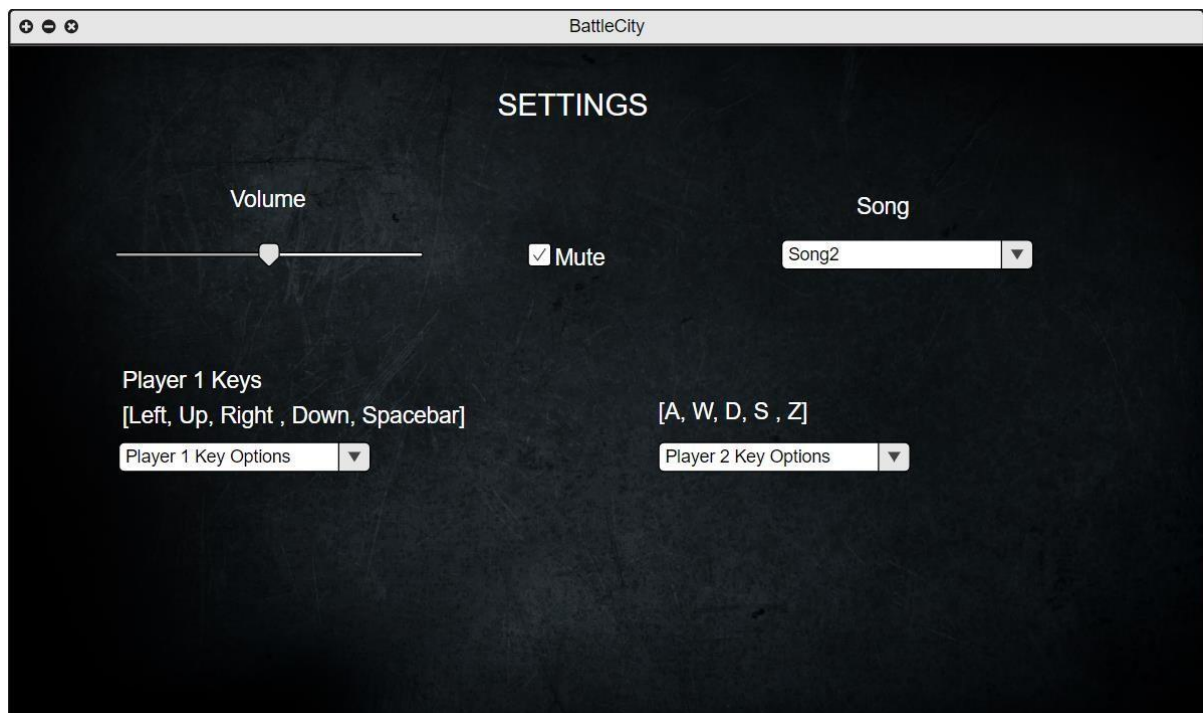 BattleCity
SETTINGS
Volume
Song
Mute
Song2
Player 1 Keys
[Left, Up, Right , Down, Spacebar]
[A, W, D, S , Z]
Player 1 Key Options
Player 2 Key Options